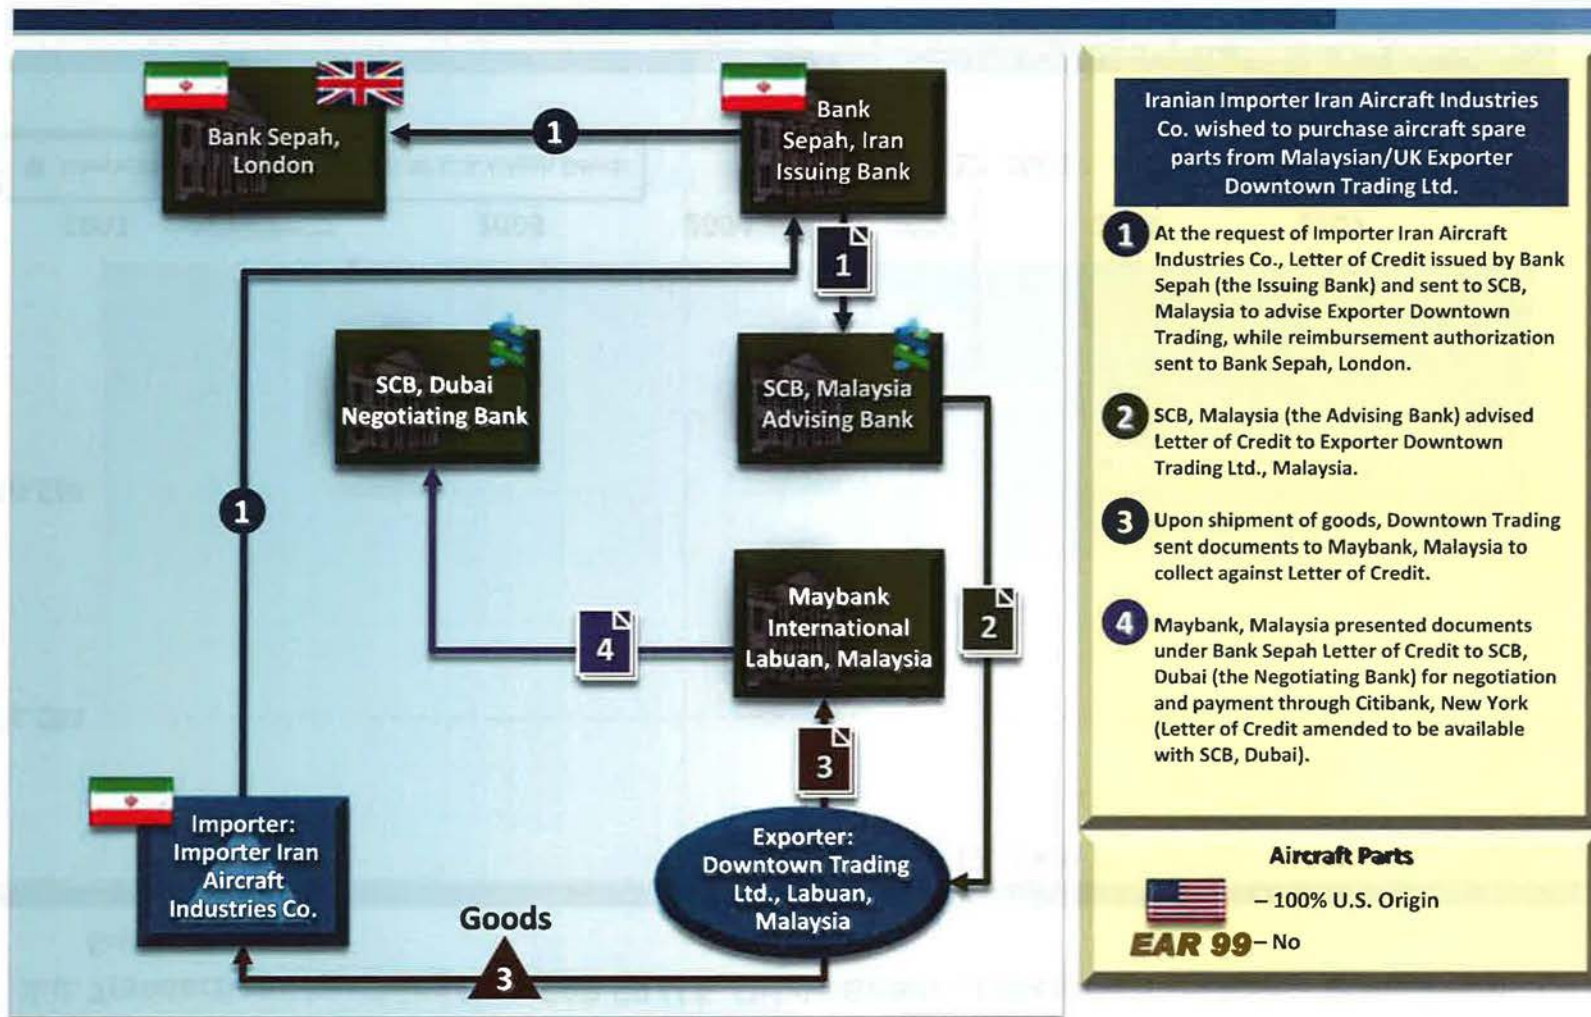 Bank Sepah,
London
1
Bank
Sepah, Iran
Issuing Bank
1
SCB, Dubai
Negotiating Bank
SCB, Malaysia
Advising Bank
1
Maybank
International
Labuan, Malaysia
4
2
3
Importer:
Importer Iran
Aircraft
Industries Co.
Exporter:
Downtown Trading
Ltd., Labuan,
Malaysia
Goods
3
Iranian Importer Iran Aircraft Industries
Co. wished to purchase aircraft spare
parts from Malaysian/UK Exporter
Downtown Trading Ltd.
1 At the request of Importer Iran Aircraft
Industries Co., Letter of Credit issued by Bank
Sepah (the Issuing Bank) and sent to SCB,
Malaysia to advise Exporter Downtown
Trading, while reimbursement authorization
sent to Bank Sepah, London.
2 SCB, Malaysia (the Advising Bank) advised
Letter of Credit to Exporter Downtown
Trading Ltd., Malaysia.
3 Upon shipment of goods, Downtown Trading
sent documents to Maybank, Malaysia to
collect against Letter of Credit.
4 Maybank, Malaysia presented documents
under Bank Sepah Letter of Credit to SCB,
Dubai (the Negotiating Bank) for negotiation
and payment through Citibank, New York
(Letter of Credit amended to be available
with SCB, Dubai).
Aircraft Parts
– 100% U.S. Origin
EAR 99 – No